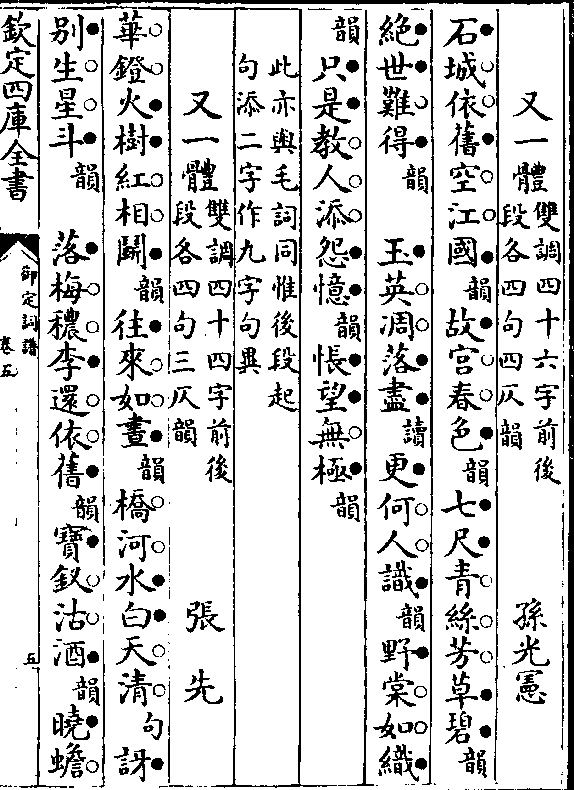 又一體雙調四十六字前後段各四句四仄韻 孫光憲
石城依舊空江國韻故宮春色韻七尺青絲芳草碧韻
絕世難得韻 玉英凋落盡讀更何人識韻野棠如織
韻只是教人添怨憶韻悵望無極韻
此亦與毛詞同惟後段起
句添二字作九字句異
又一體雙調四十四字前後段各四句三仄韻 張先
華鐙火樹紅相鬬韻往來如晝韻橋河水白天清句訝
別生星斗韻 落梅穠李還依舊韻寶釵沽酒韻曉蟾
欽定四庫全書 御定詞譜 卷五 五